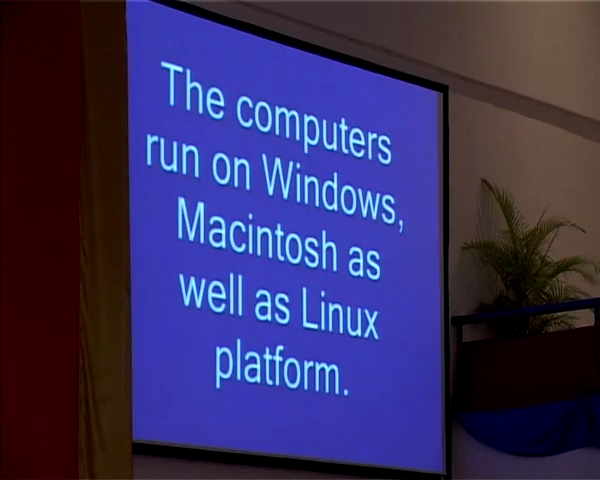 The computers
run on Windows,
Macintosh as
well as Linux
platform.